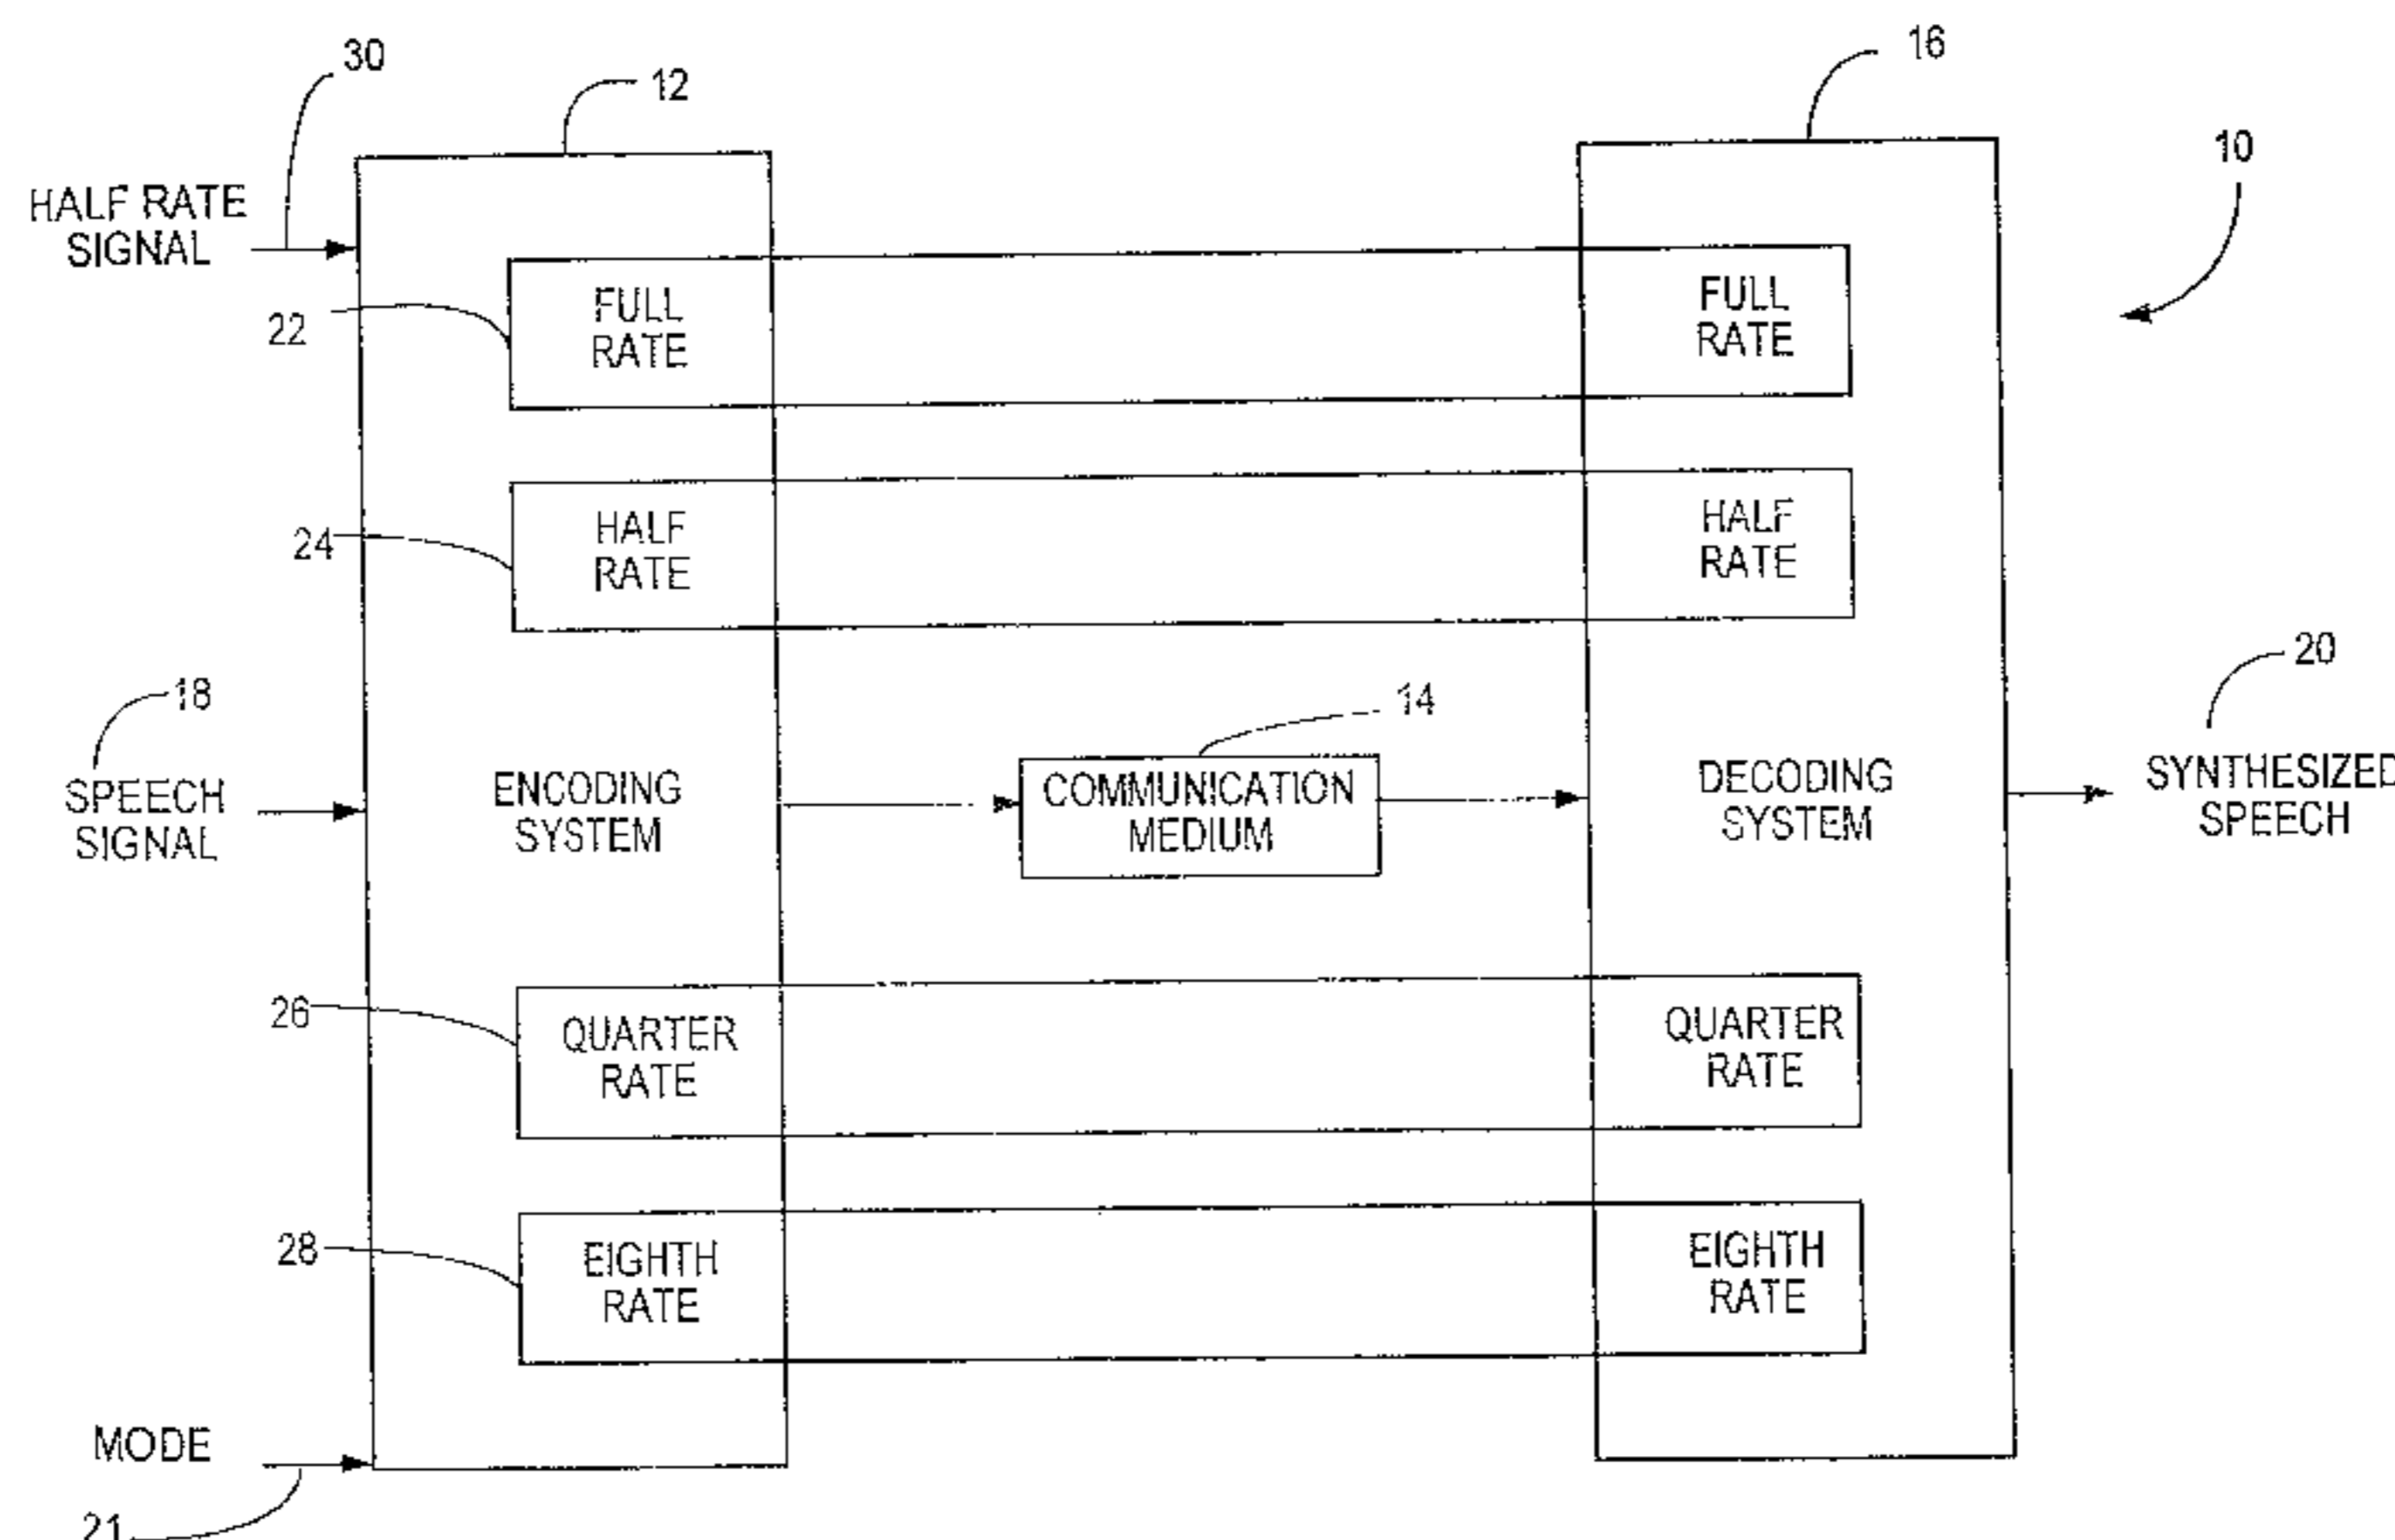 30
12
16
10
HALF RATE
SIGNAL
FULL
RATE
FULL
RATE
22
HALF
RATE
HALF
RATE
24
18
14
20
SPEECH
SIGNAL
ENCODING
SYSTEM
COMMUNICATION
MEDIUM
DECODING
SYSTEM
SYNTHESIZED
SPEECH
26
QUARTER
RATE
QUARTER
RATE
28
EIGHTH
RATE
EIGHTH
RATE
MODE
21